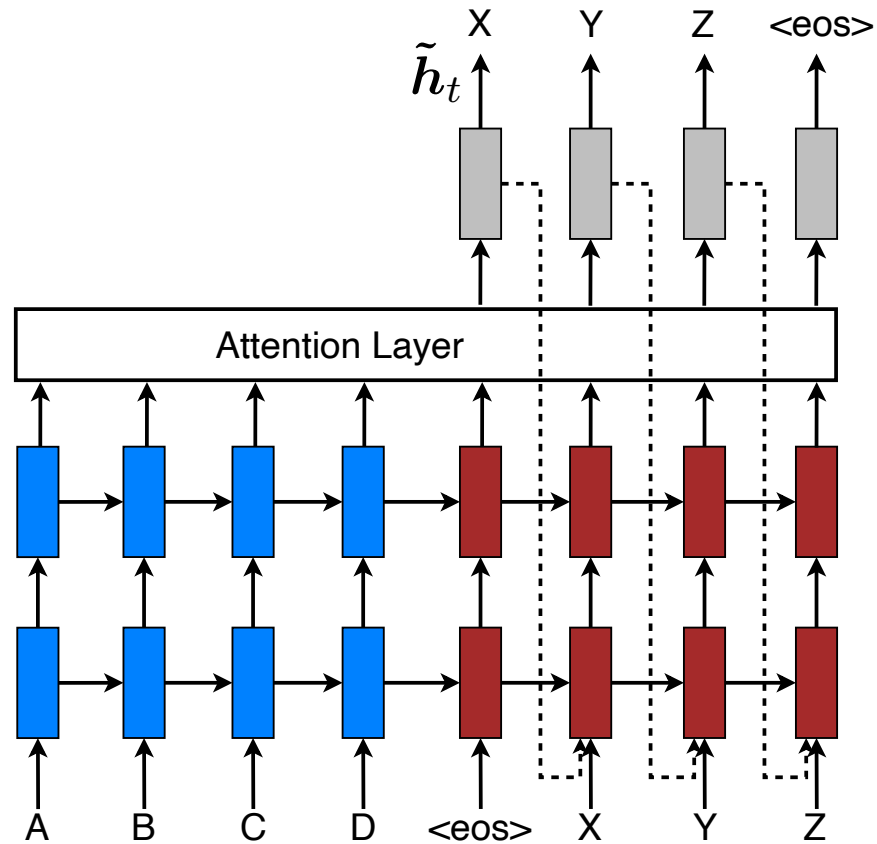 X Y Z <eos>
h̃ₜ
Attention Layer
A B C D <eos> X Y Z